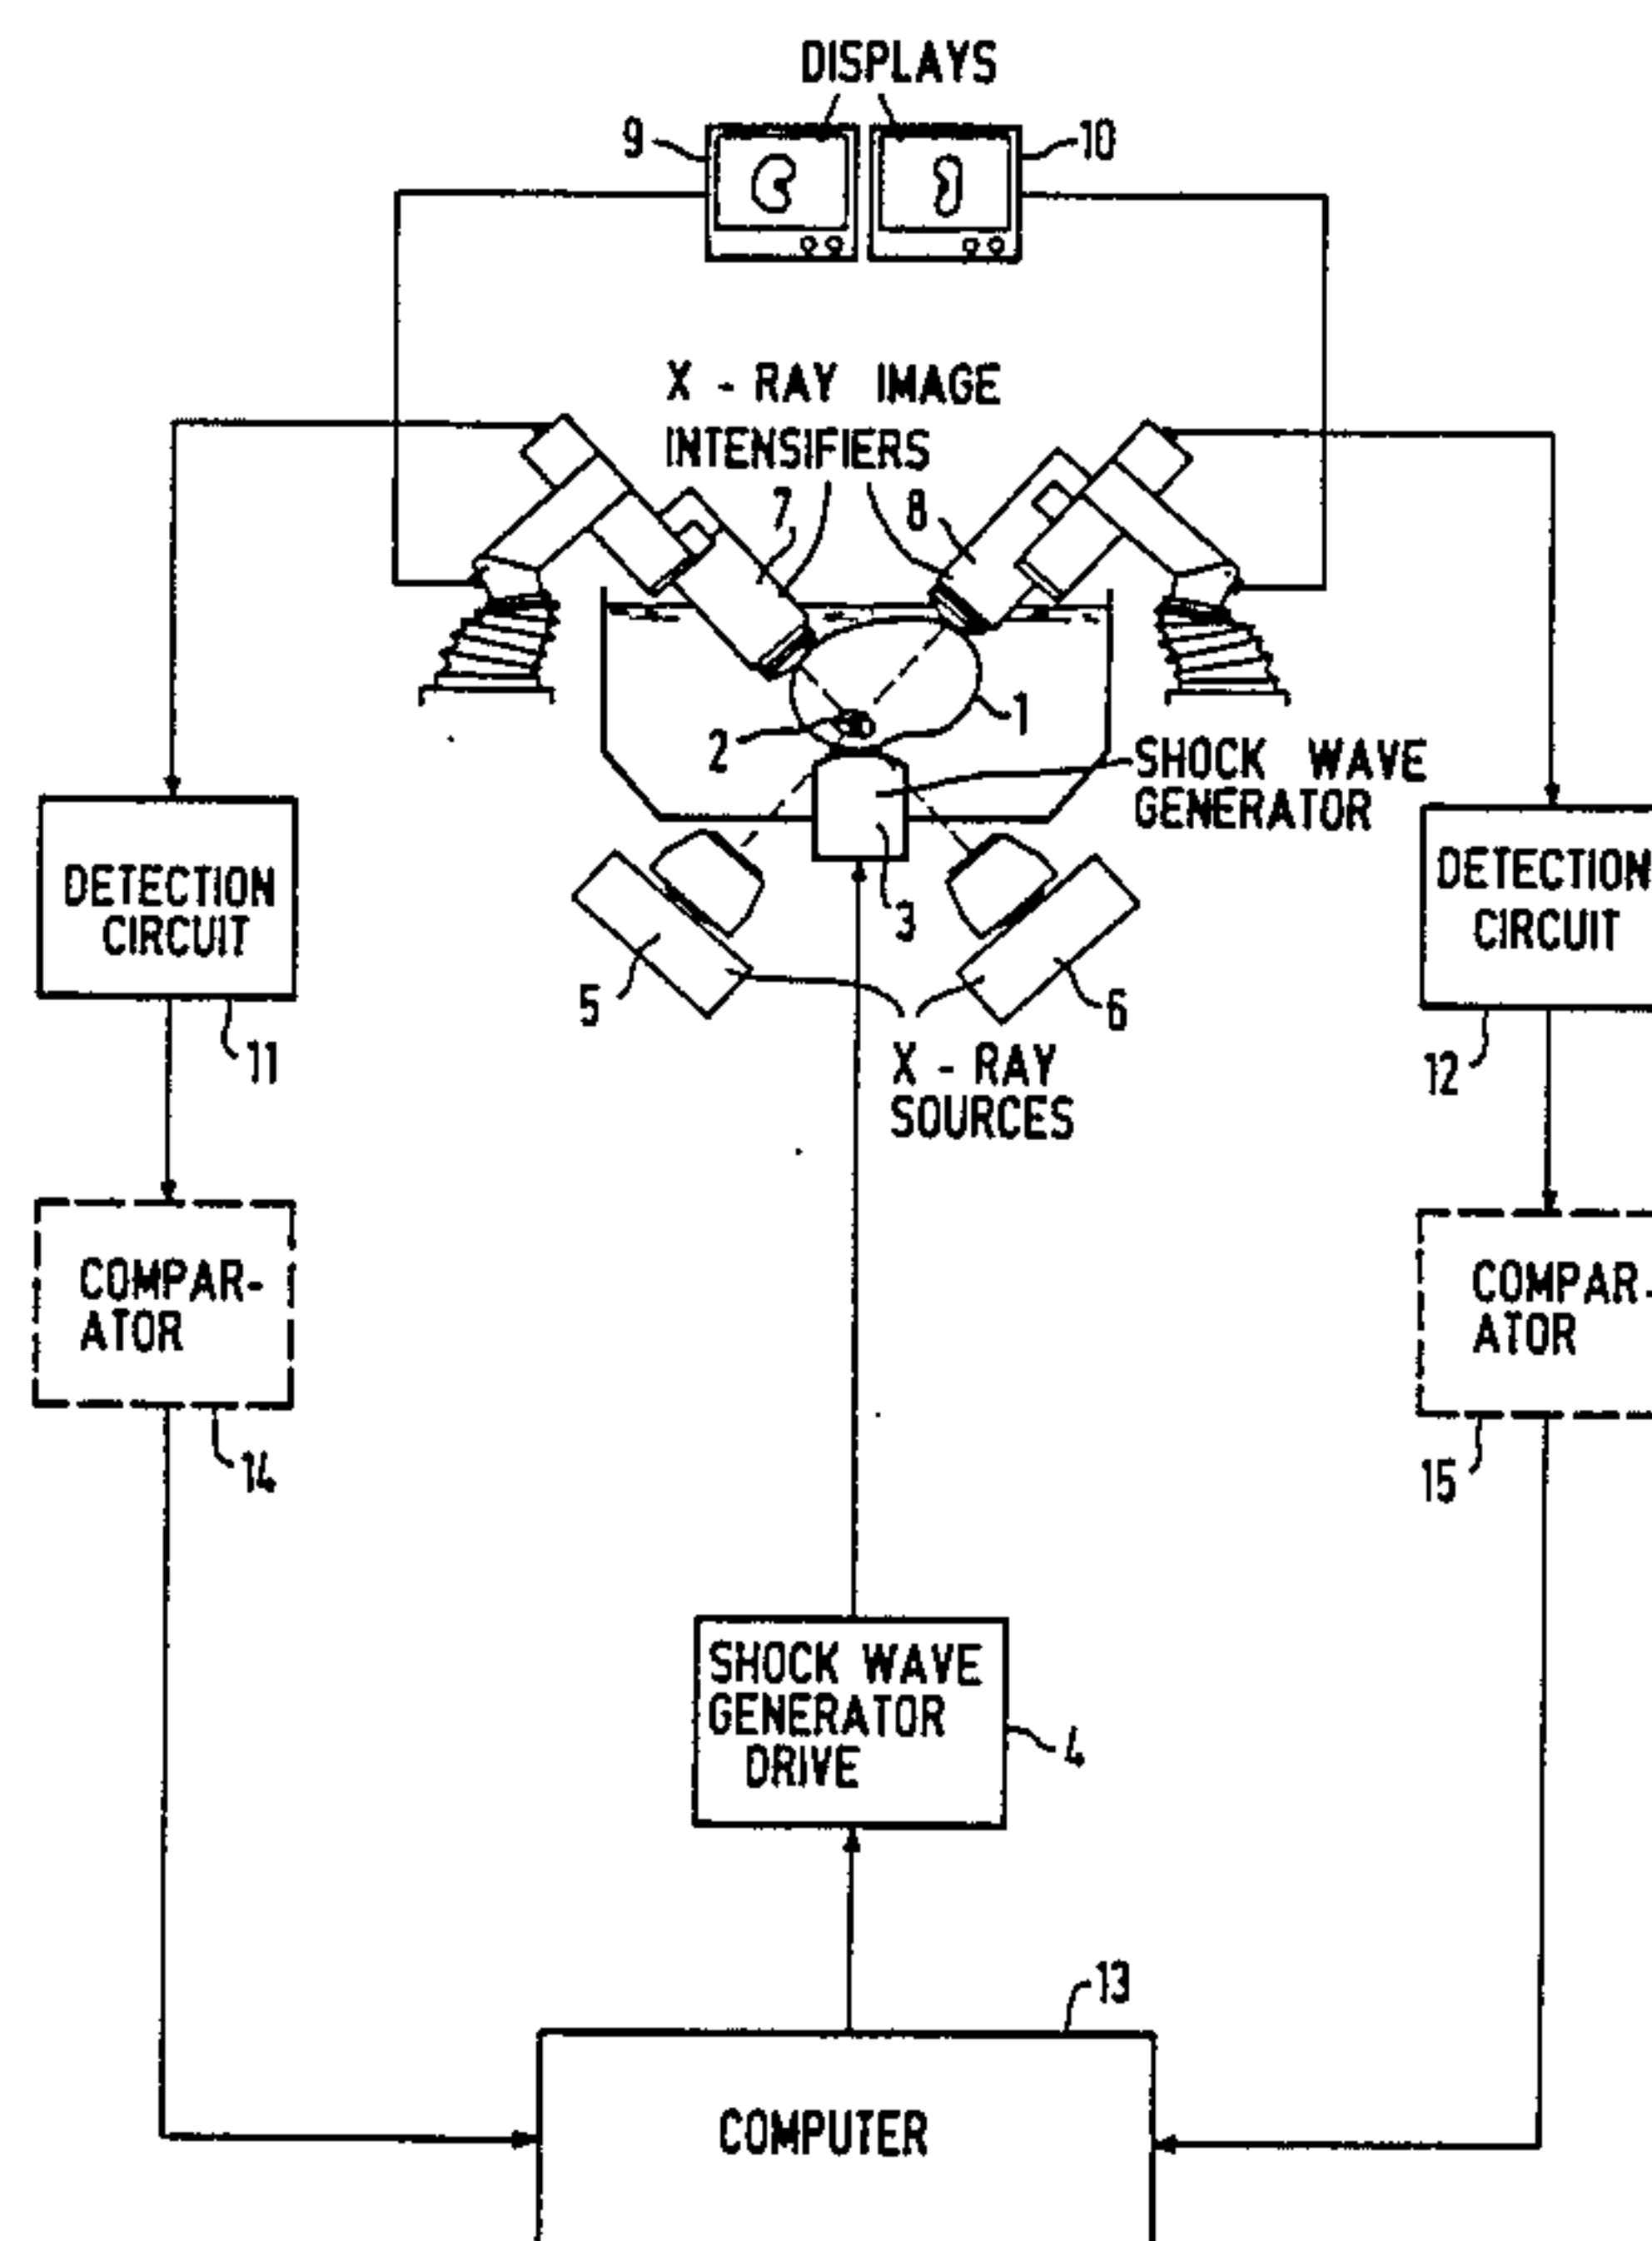 DISPLAYS
9
10
X - RAY IMAGE
INTENSIFIERS
7
8
1
2
SHOCK WAVE
GENERATOR
3
DETECTION
CIRCUIT
DETECTION
CIRCUIT
5
6
11
X - RAY
SOURCES
12
COMPAR-
ATOR
COMPAR-
ATOR
14
15
SHOCK WAVE
GENERATOR
DRIVE
4
13
COMPUTER